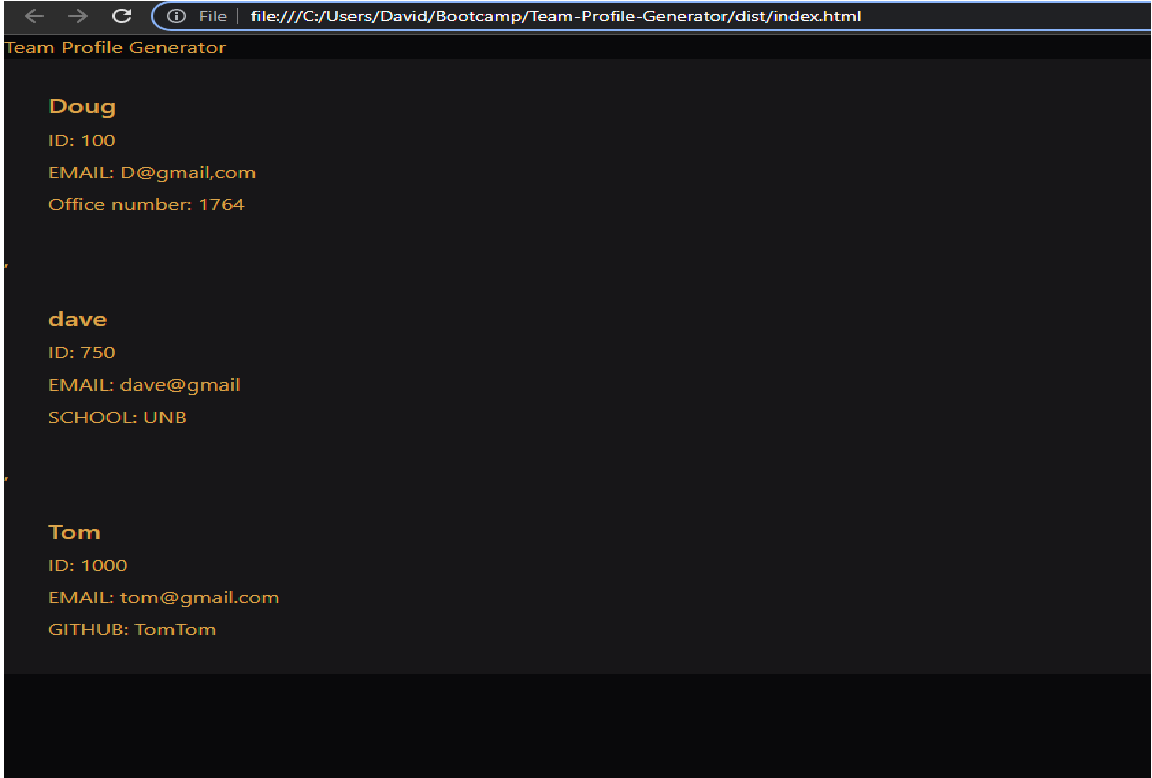 File file:///C:/Users/David/Bootcamp/Team-Profile-Generator/dist/index.html
Team Profile Generator
Doug
ID: 100
EMAIL: D@gmail,com
Office number: 1764
,
dave
ID: 750
EMAIL: dave@gmail
SCHOOL: UNB
,
Tom
ID: 1000
EMAIL: tom@gmail.com
GITHUB: TomTom